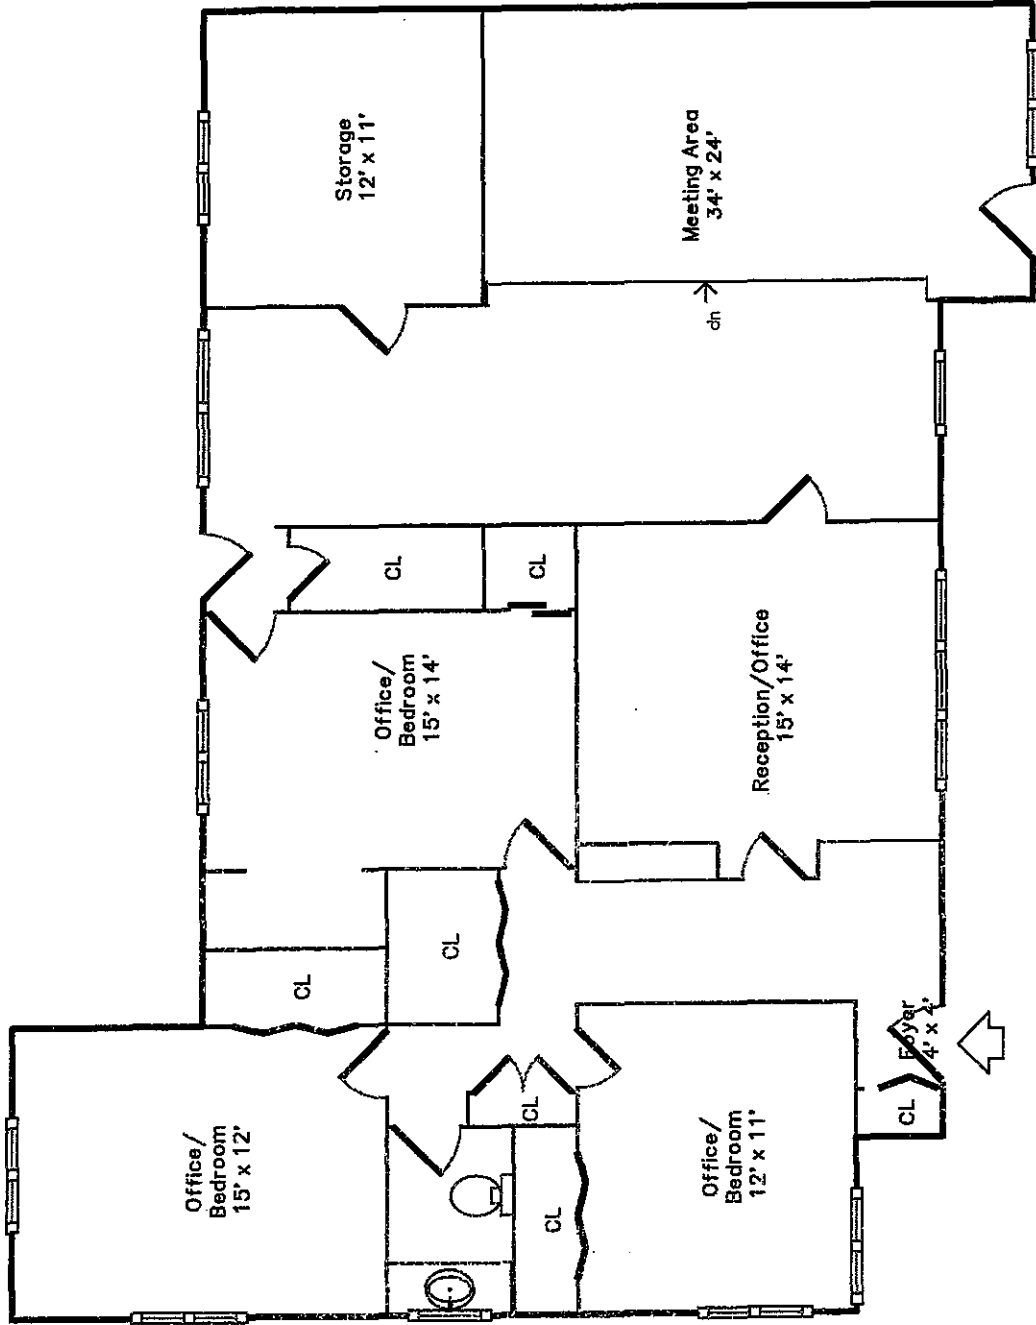 Storage
12' x 11'
Meeting Area
34' x 24'
dn
CL
CL
Office/
Bedroom
15' x 14'
Reception/Office
15' x 14'
CL
CL
Office/
Bedroom
15' x 12'
CL
CL
Office/
Bedroom
12' x 11'
CL
Foyer
4' x 2'